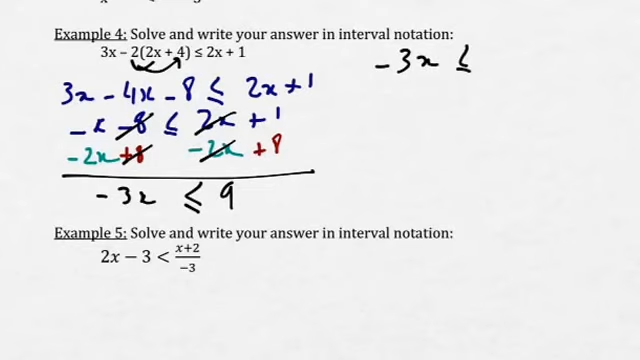 Example 4: Solve and write your answer in interval notation:
3x – 2(2x + 4) ≤ 2x + 1
-3x ≤
3x - 4x - 8 ≤ 2x + 1
-x -8 ≤ 2x + 1
-2x +8 -2x +8
-3x ≤ 9
Example 5: Solve and write your answer in interval notation:
2x − 3 < (x+2)/(−3)